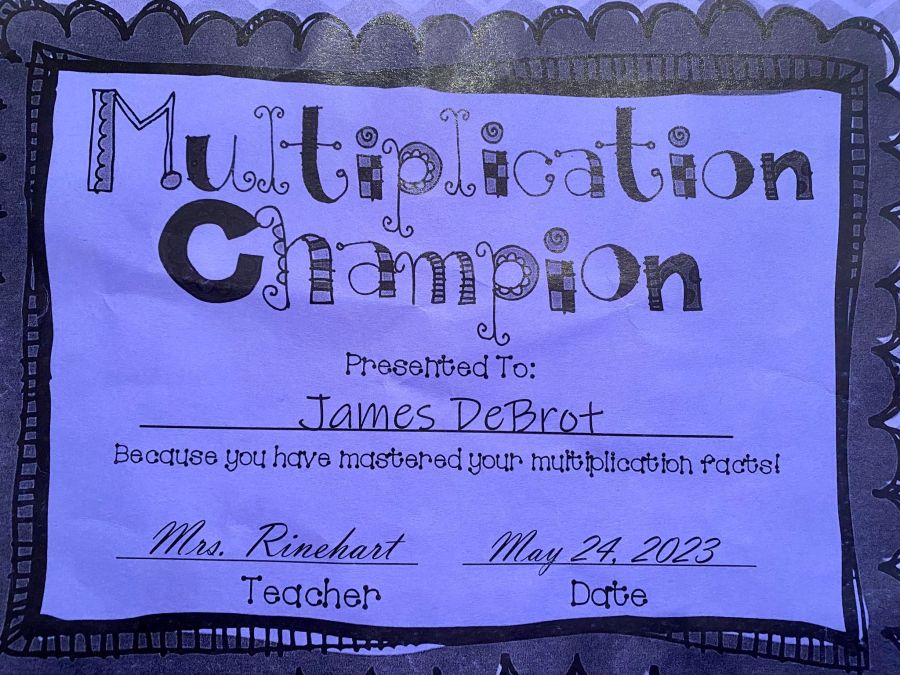 Multiplication
Champion
Presented To:
James DeBrot
Because you have mastered your multiplication facts!
Mrs. Rinehart May 24, 2023
Teacher Date